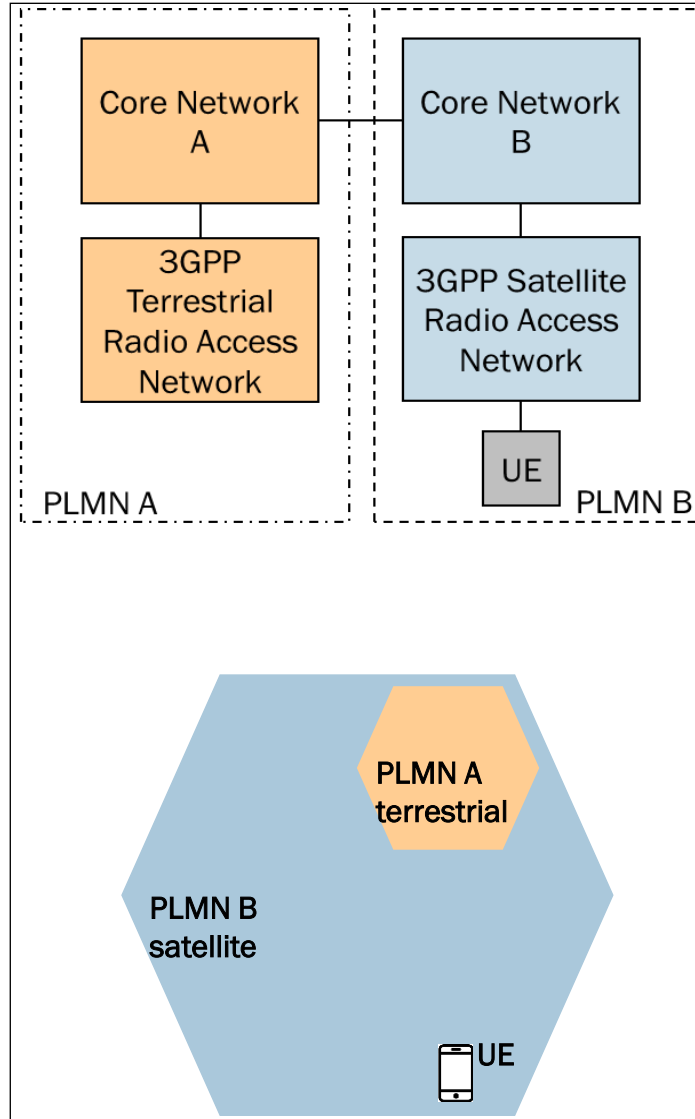 Core Network
A
Core Network
B
3GPP
Terrestrial
Radio Access
Network
3GPP Satellite
Radio Access
Network
UE
PLMN A
PLMN B
PLMN A
terrestrial
PLMN B
satellite
UE